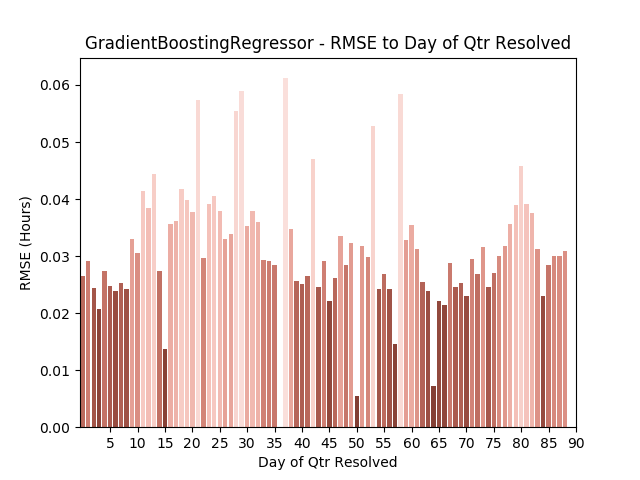 GradientBoostingRegressor - RMSE to Day of Qtr Resolved
0.06
0.05
0.04
0.03
0.02
0.01
0.00
RMSE (Hours)
5 10 15 20 25 30 35 40 45 50 55 60 65 70 75 80 85 90
Day of Qtr Resolved